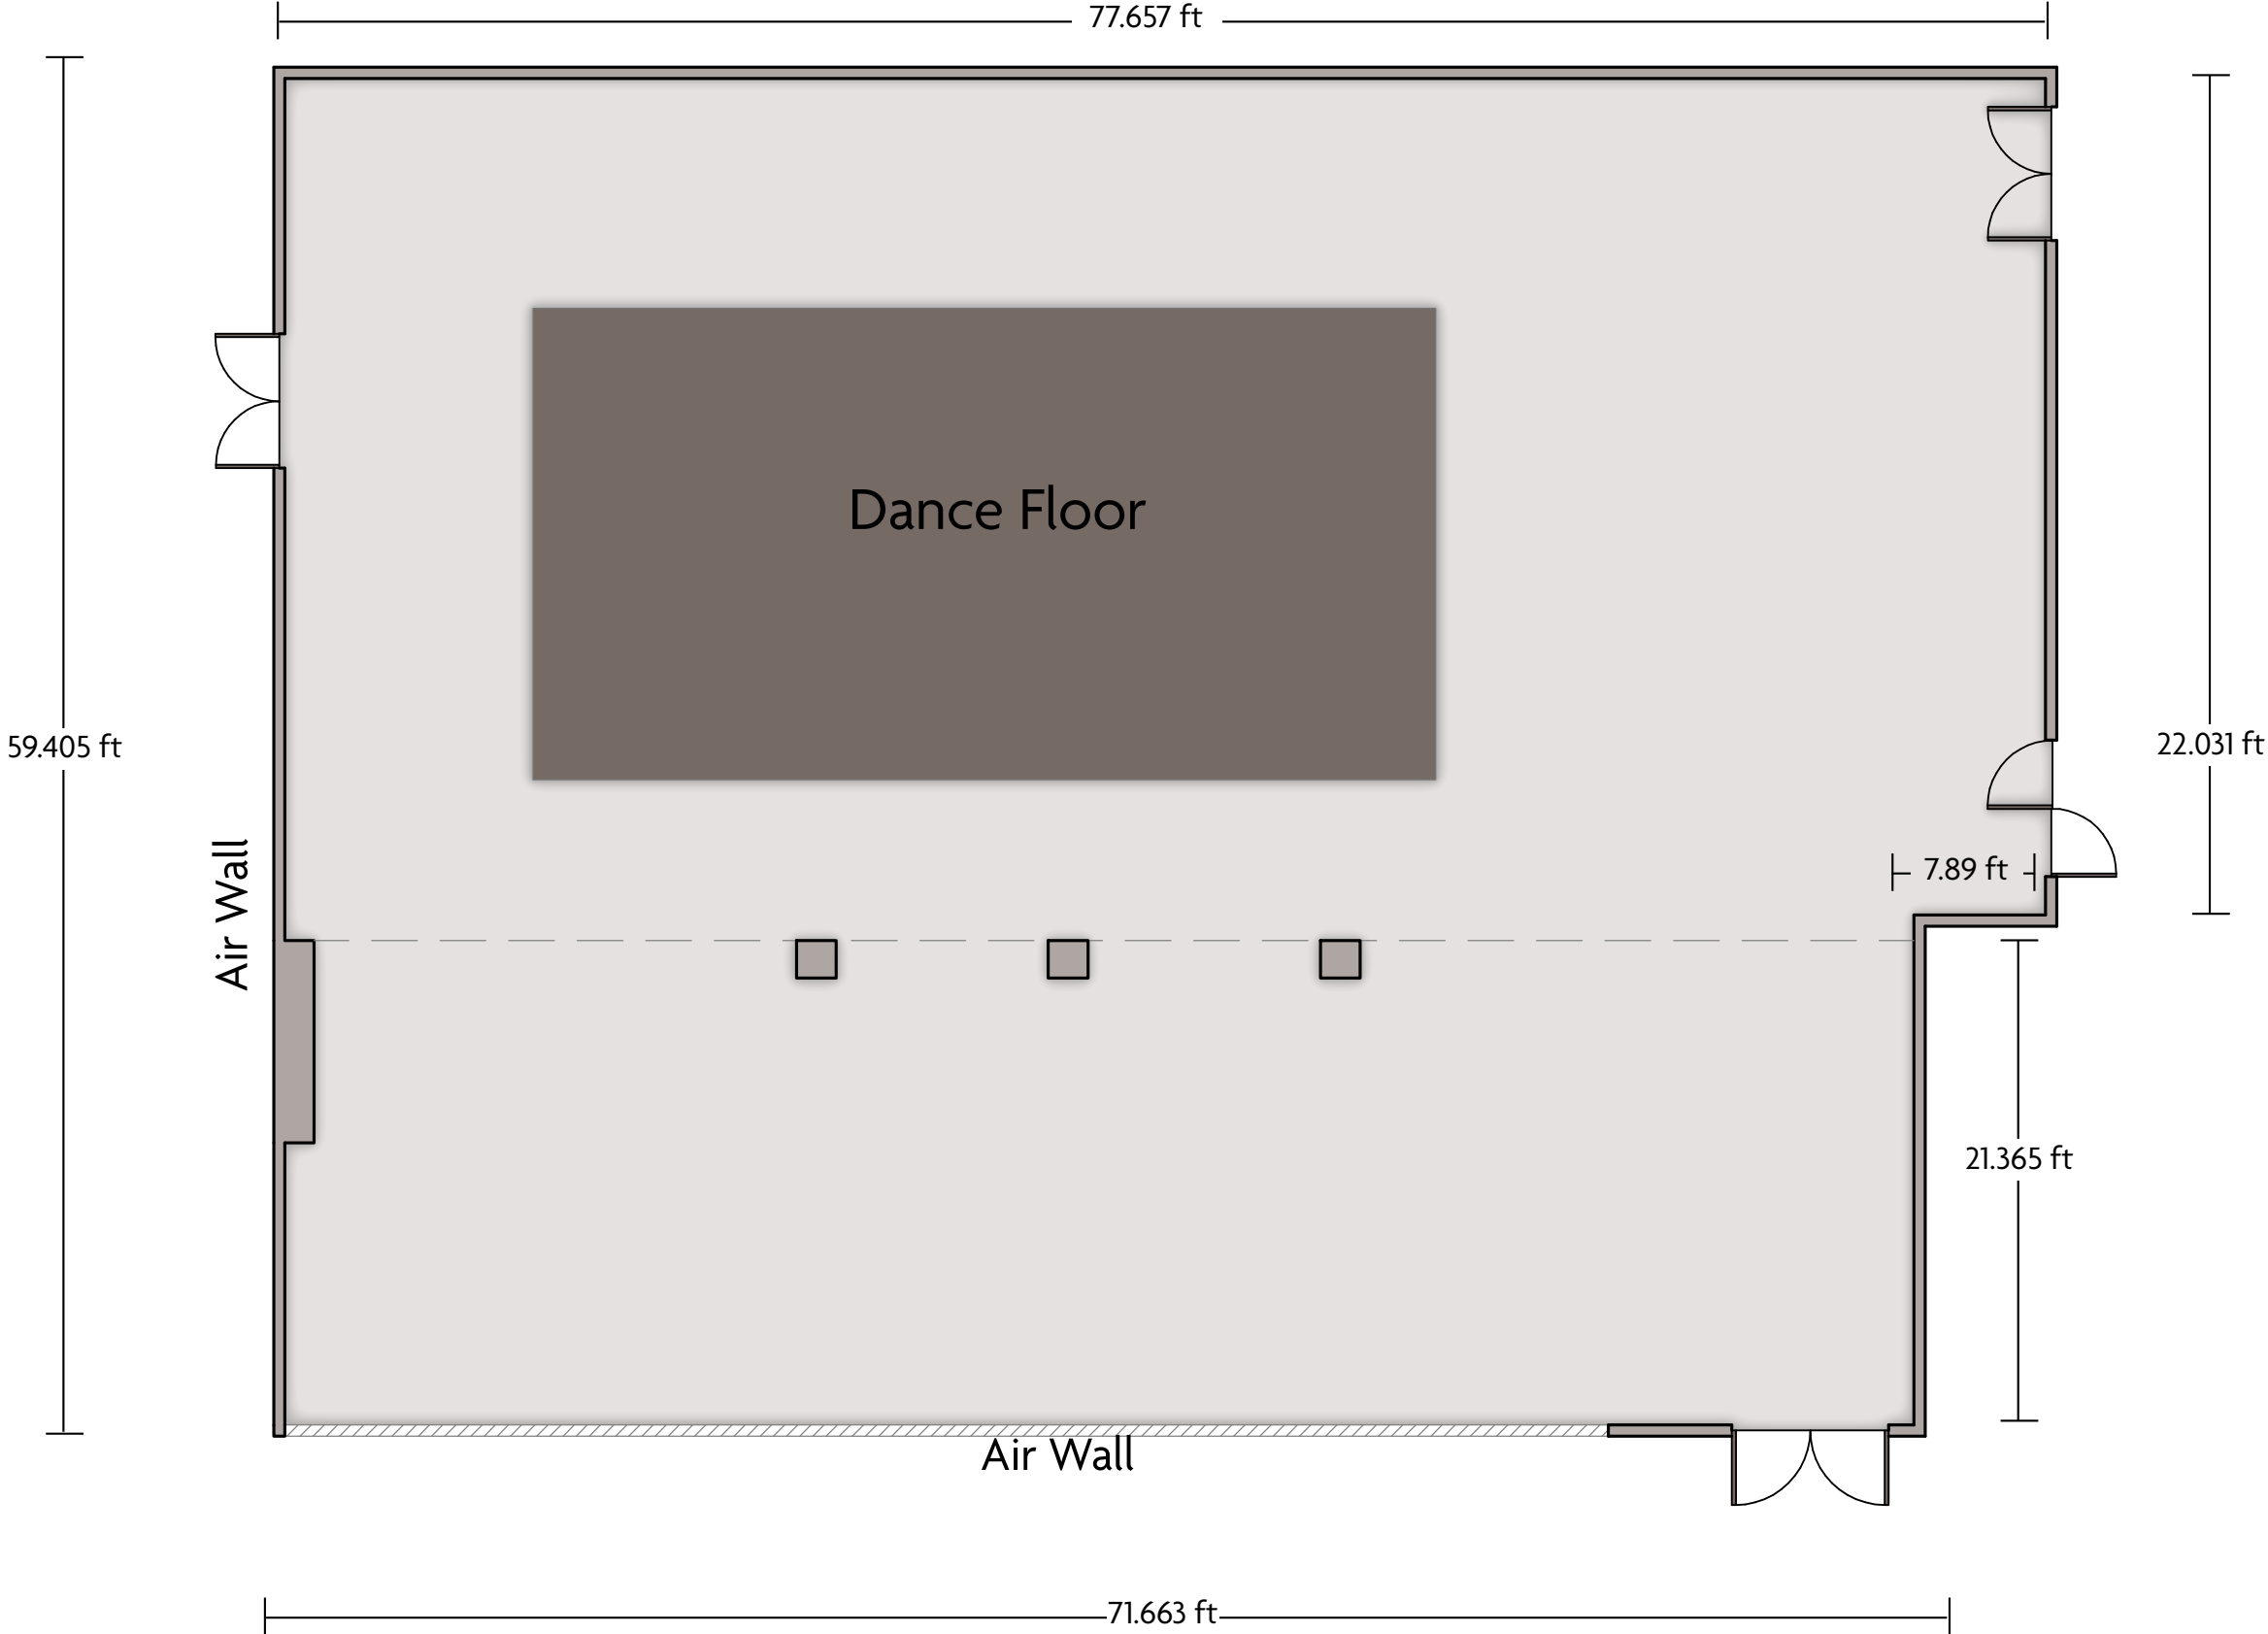 77.657 ft
Dance Floor
59.405 ft
22.031 ft
Air Wall
7.89 ft
21.365 ft
Air Wall
71.663 ft